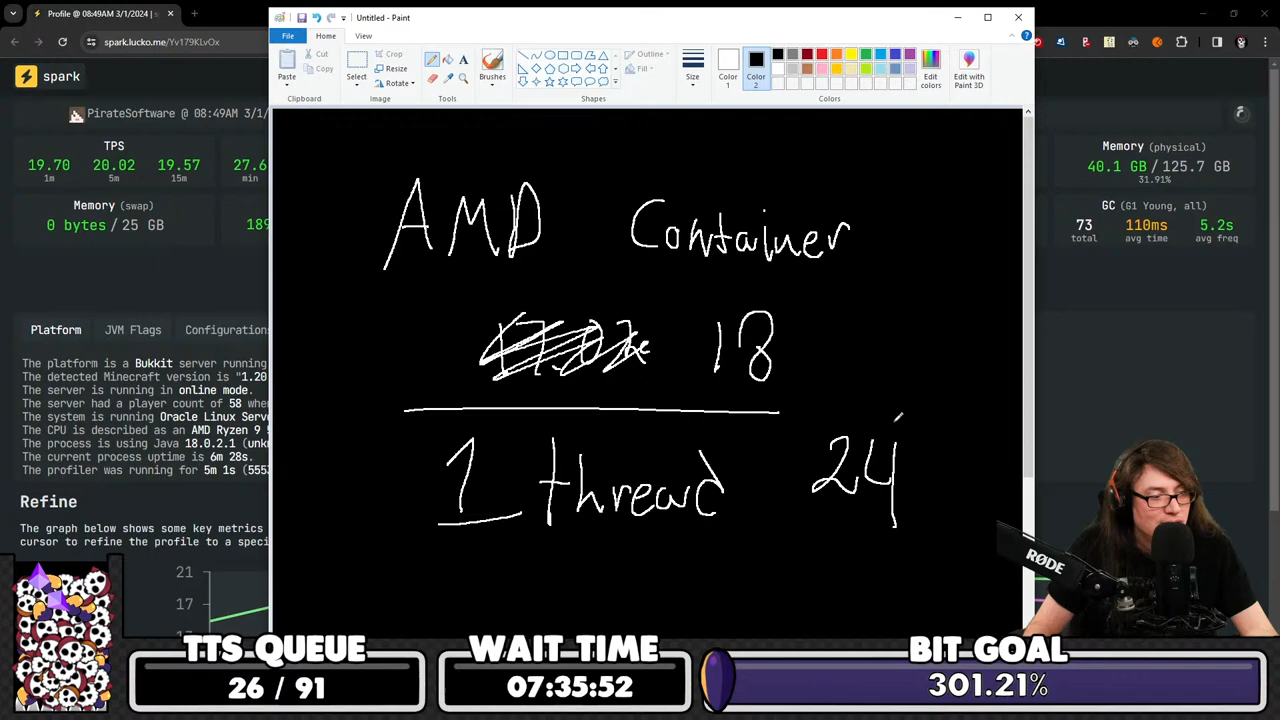 Profile @ 08:49AM 3/1/2024 | s
spark.lucko.me/Yv179KLvOx
spark
PirateSoftware @ 08:49AM 3/1/
TPS
19.70 20.02 19.57 27.6
1m 5m 15m min
Memory (swap)
0 bytes / 25 GB 189
Platform JVM Flags Configurations
The platform is a Bukkit server running
The detected Minecraft version is "1.20
The server is running in online mode.
The server had a player count of 58 when
The system is running Oracle Linux Serve
The CPU is described as an AMD Ryzen 9 5
The process is using Java 18.0.2.1 (unkn
The current process uptime is 6m 28s.
The profiler was running for 5m 1s (5553
Refine
The graph below shows some key metrics
cursor to refine the profile to a speci
21
17
Untitled - Paint
File Home View
Paste
Cut
Copy
Clipboard
Select
Crop
Resize
Rotate
Image
Tools
Brushes
Outline
Fill
Shapes
Size
Color 1
Color 2
Edit colors
Edit with Paint 3D
Colors
AMD Container
18
1 thread 24
Memory (physical)
40.1 GB / 125.7 GB
31.91%
GC (G1 Young, all)
73 110ms 5.2s
total avg time avg freq
RØDE
TTS QUEUE
26 / 91
WAIT TIME
07:35:52
BIT GOAL
301.21%